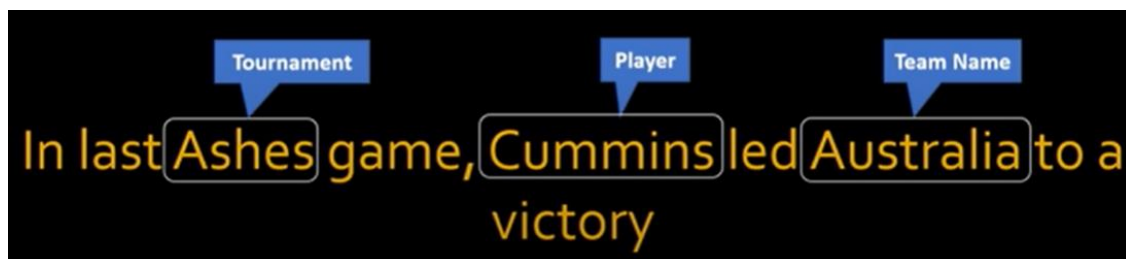 Tournament Player Team Name
In last Ashes game, Cummins led Australia to a
victory